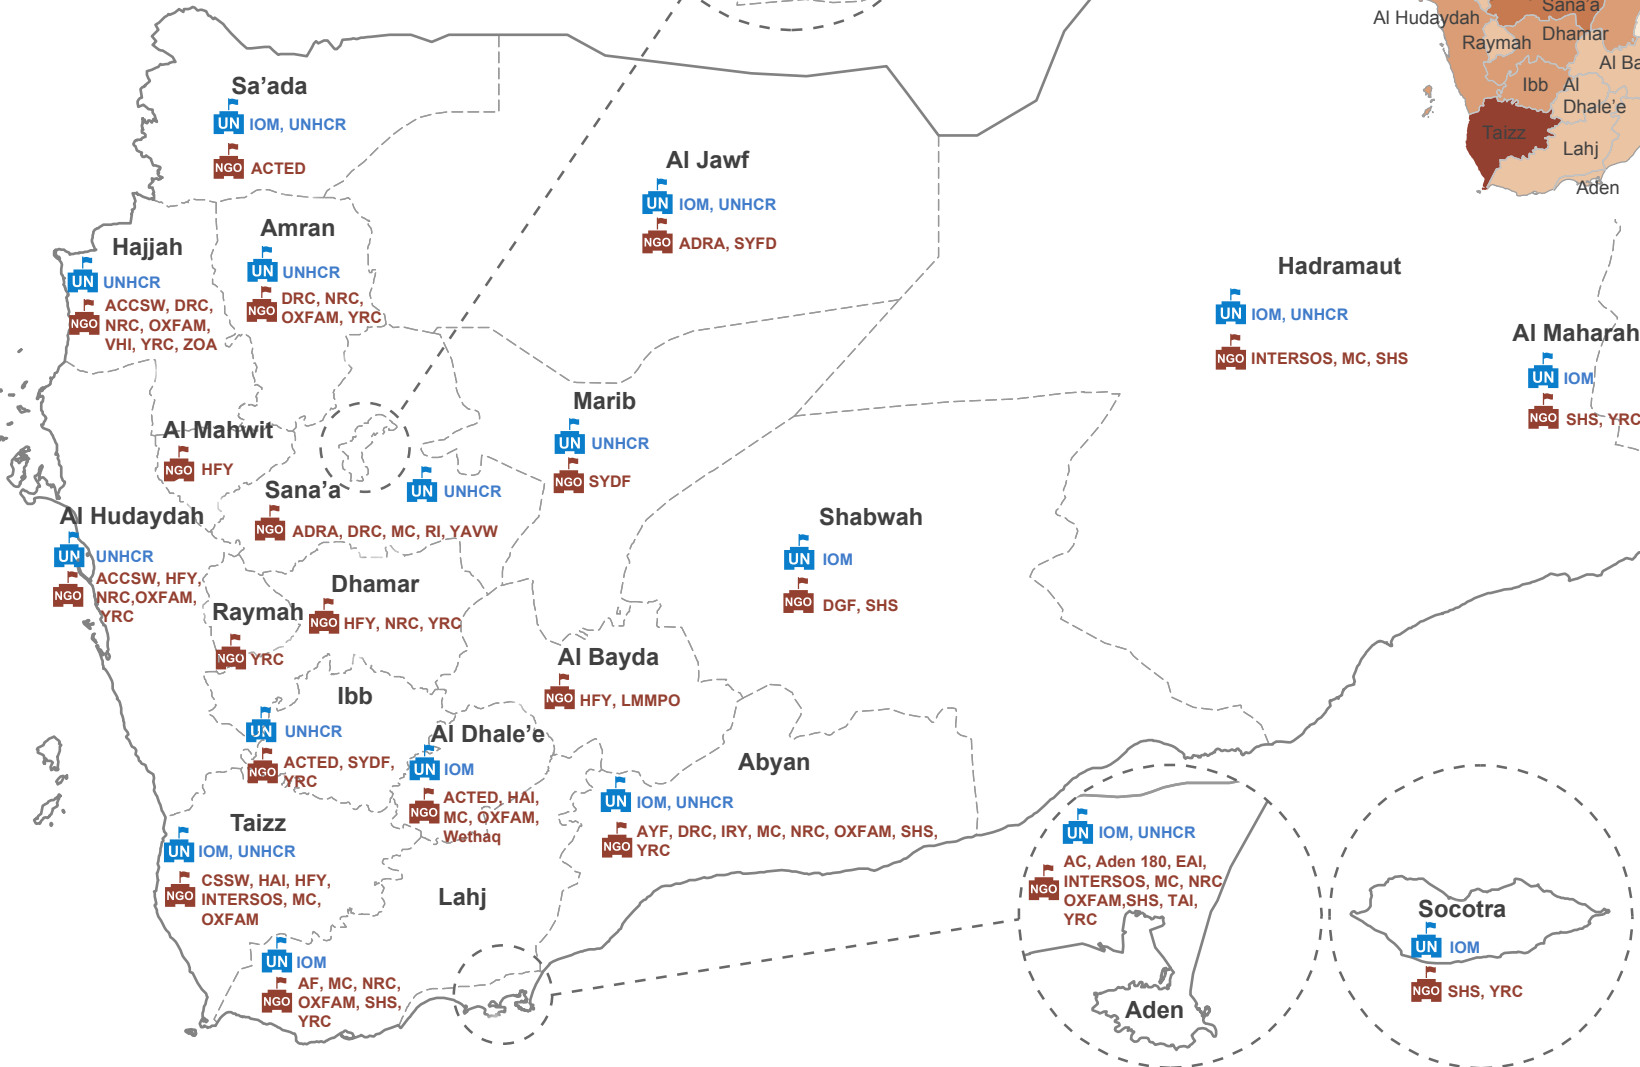 Sana'a
Al Hudaydah
Raymah
Dhamar
Al Ba
Ibb
Al
Dhale'e
Taizz
Lahj
Aden
Sa'ada
UN IOM, UNHCR
NGO ACTED
Al Jawf
UN IOM, UNHCR
NGO ADRA, SYFD
Hajjah
UN UNHCR
NGO ACCSW, DRC,
NRC, OXFAM,
VHI, YRC, ZOA
Amran
UN UNHCR
NGO DRC, NRC,
OXFAM, YRC
Hadramaut
UN IOM, UNHCR
NGO INTERSOS, MC, SHS
Al Maharah
UN IOM
NGO SHS, YRC
Marib
UN UNHCR
NGO SYDF
Al Mahwit
NGO HFY
Sana'a
UN UNHCR
NGO ADRA, DRC, MC, RI, YAVW
Al Hudaydah
UN UNHCR
NGO ACCSW, HFY,
NRC,OXFAM,
YRC
Shabwah
UN IOM
NGO DGF, SHS
Dhamar
NGO HFY, NRC, YRC
Raymah
NGO YRC
Al Bayda
NGO HFY, LMMPO
Ibb
UN UNHCR
NGO ACTED, SYDF,
YRC
Al Dhale'e
UN IOM
NGO ACTED, HAI,
MC, OXFAM,
Wethaq
Abyan
UN IOM, UNHCR
NGO AYF, DRC, IRY, MC, NRC, OXFAM, SHS,
YRC
Taizz
UN IOM, UNHCR
NGO CSSW, HAI, HFY,
INTERSOS, MC,
OXFAM
Lahj
UN IOM
NGO AF, MC, NRC,
OXFAM, SHS,
YRC
UN IOM, UNHCR
NGO AC, Aden 180, EAI,
INTERSOS, MC, NRC
OXFAM,SHS, TAI,
YRC
Aden
Socotra
UN IOM
NGO SHS, YRC